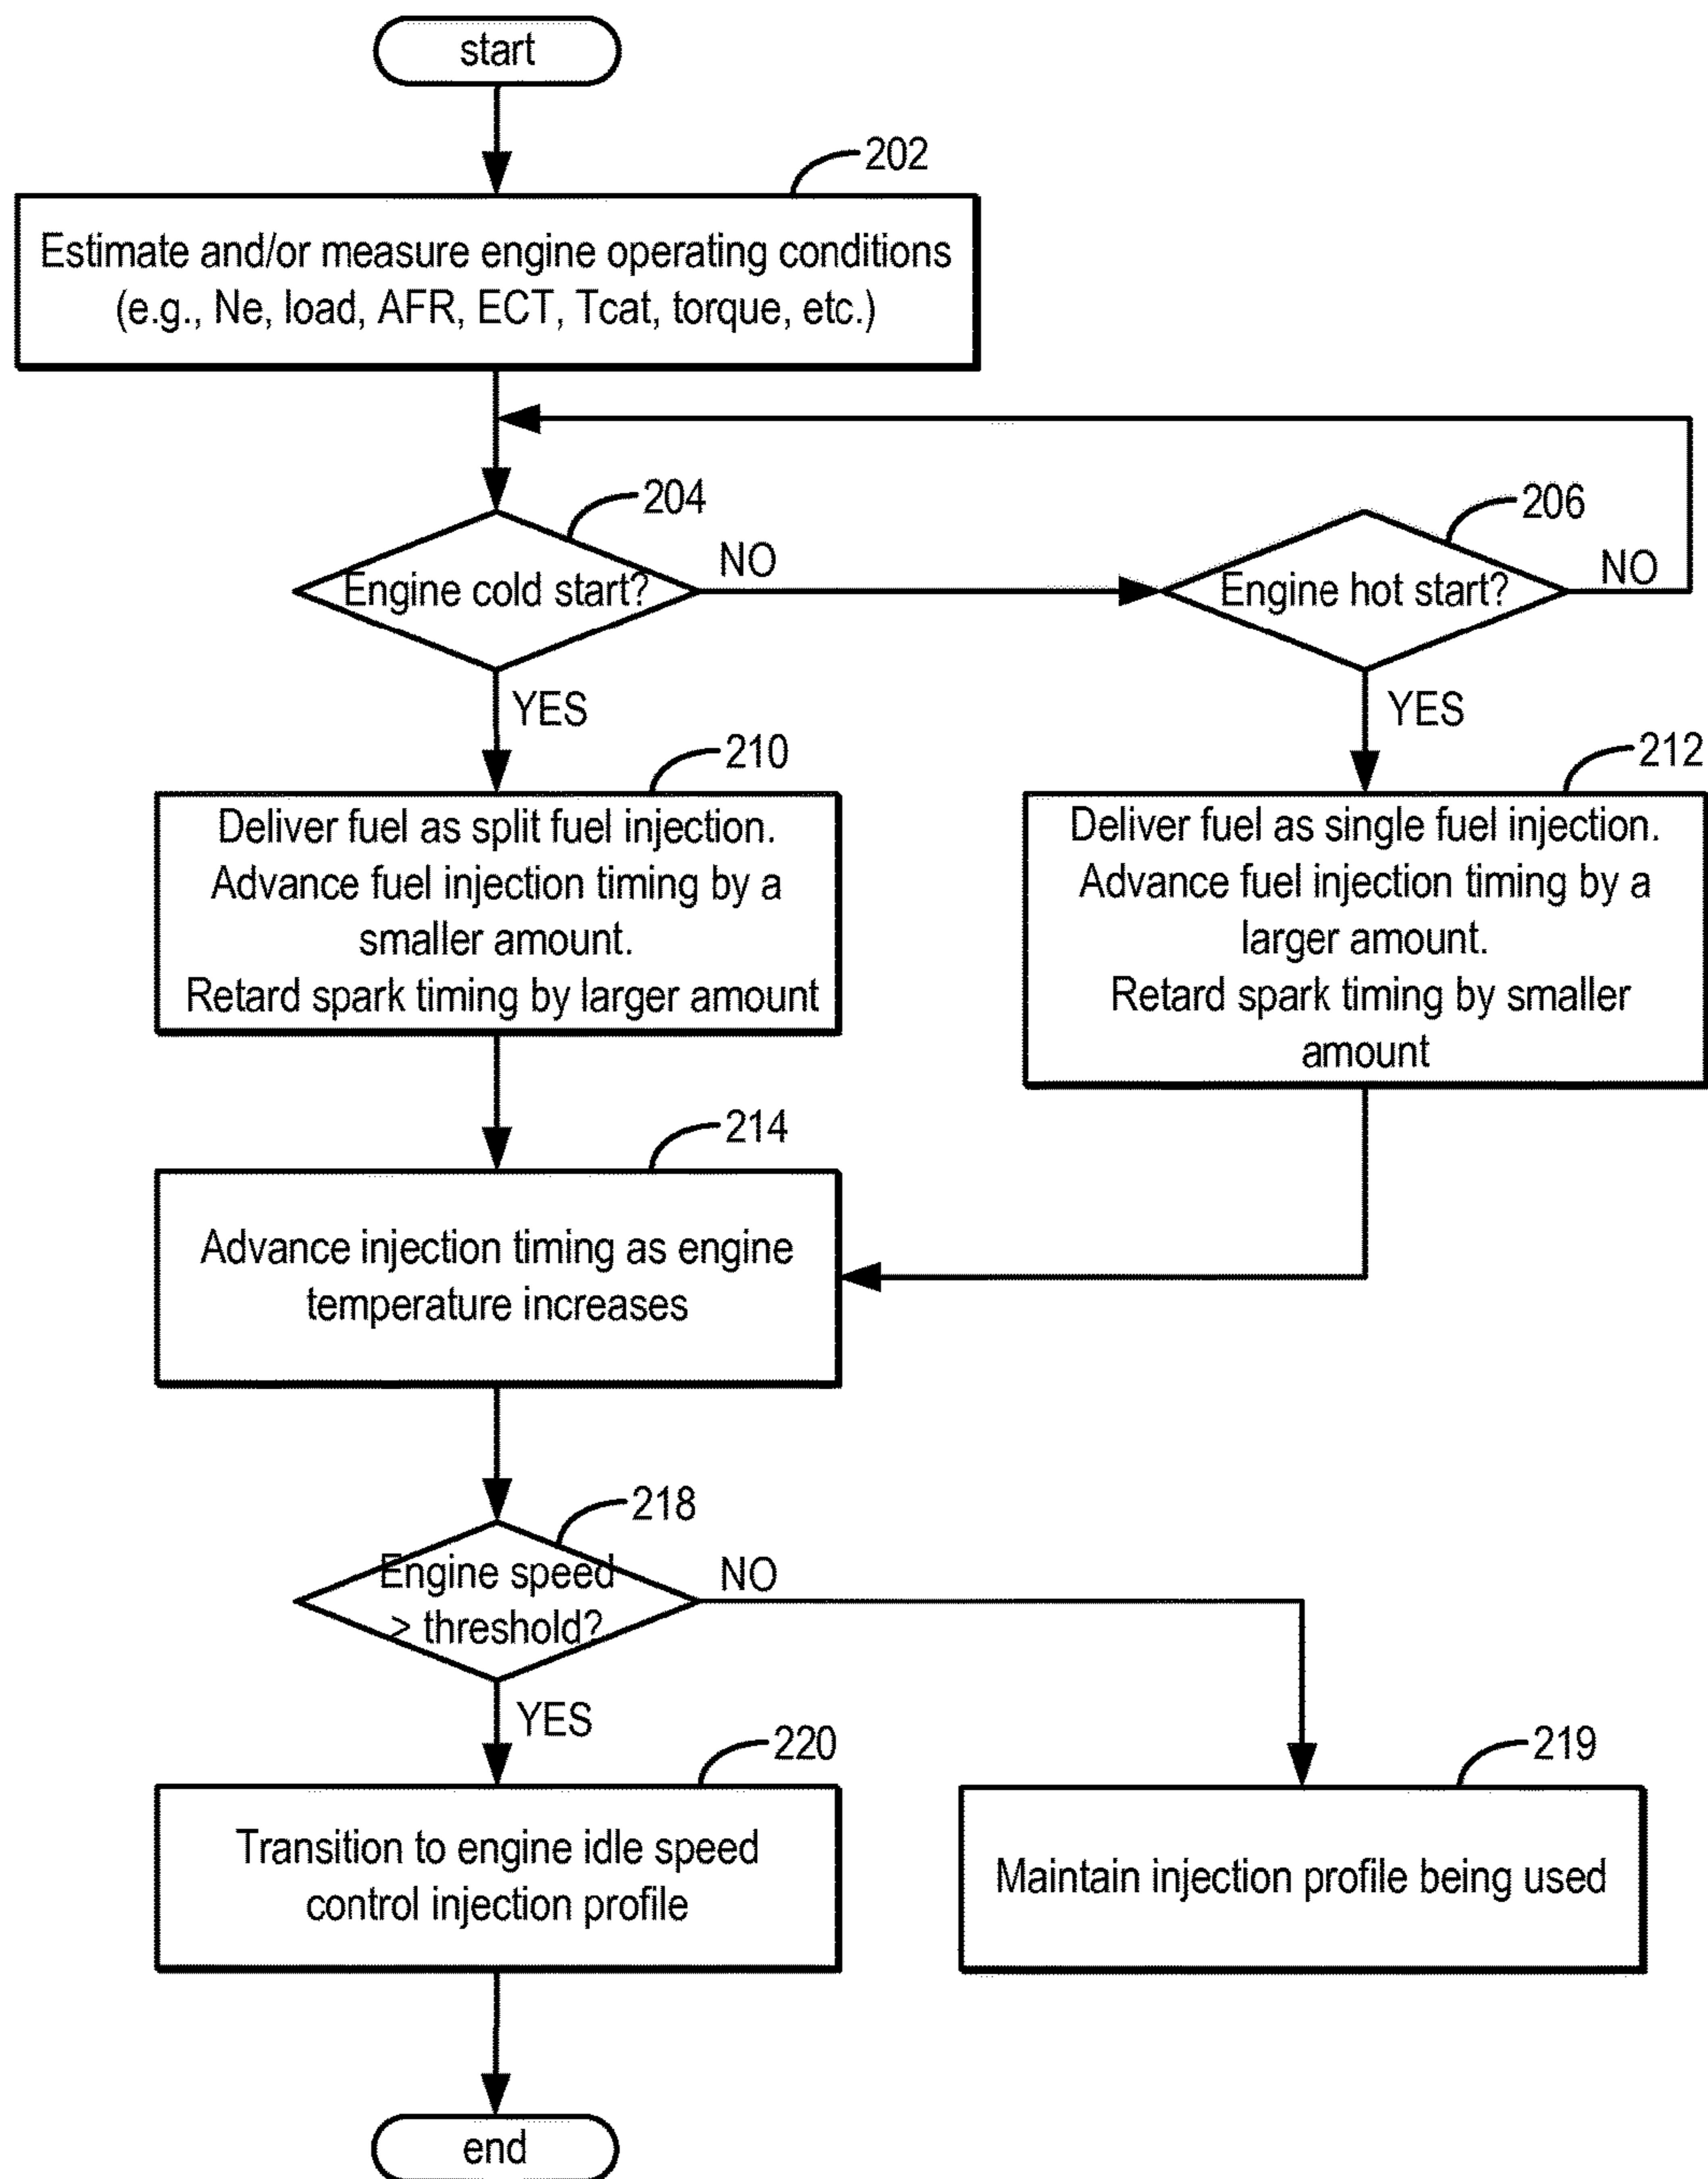 start
202
Estimate and/or measure engine operating conditions
(e.g., Ne, load, AFR, ECT, Tcat, torque, etc.)
204
Engine cold start?
NO
206
Engine hot start?
NO
YES
YES
210
Deliver fuel as split fuel injection.
Advance fuel injection timing by a
smaller amount.
Retard spark timing by larger amount
212
Deliver fuel as single fuel injection.
Advance fuel injection timing by a
larger amount.
Retard spark timing by smaller
amount
214
Advance injection timing as engine
temperature increases
218
Engine speed
> threshold?
NO
YES
220
Transition to engine idle speed
control injection profile
219
Maintain injection profile being used
end